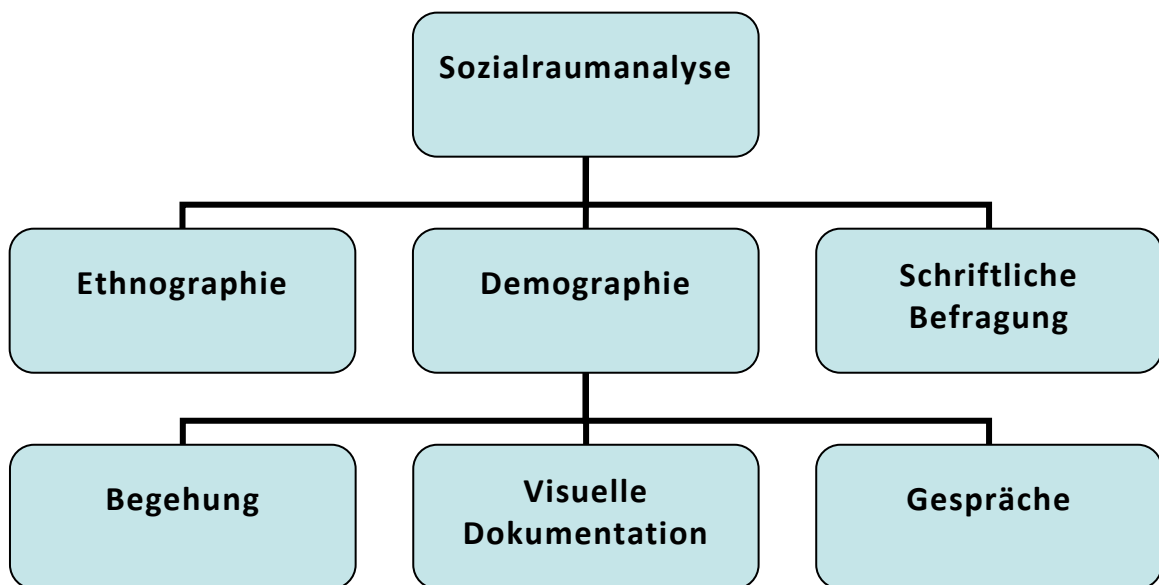 Sozialraumanalyse
Ethnographie
Demographie
Schriftliche
Befragung
Begehung
Visuelle
Dokumentation
Gespräche